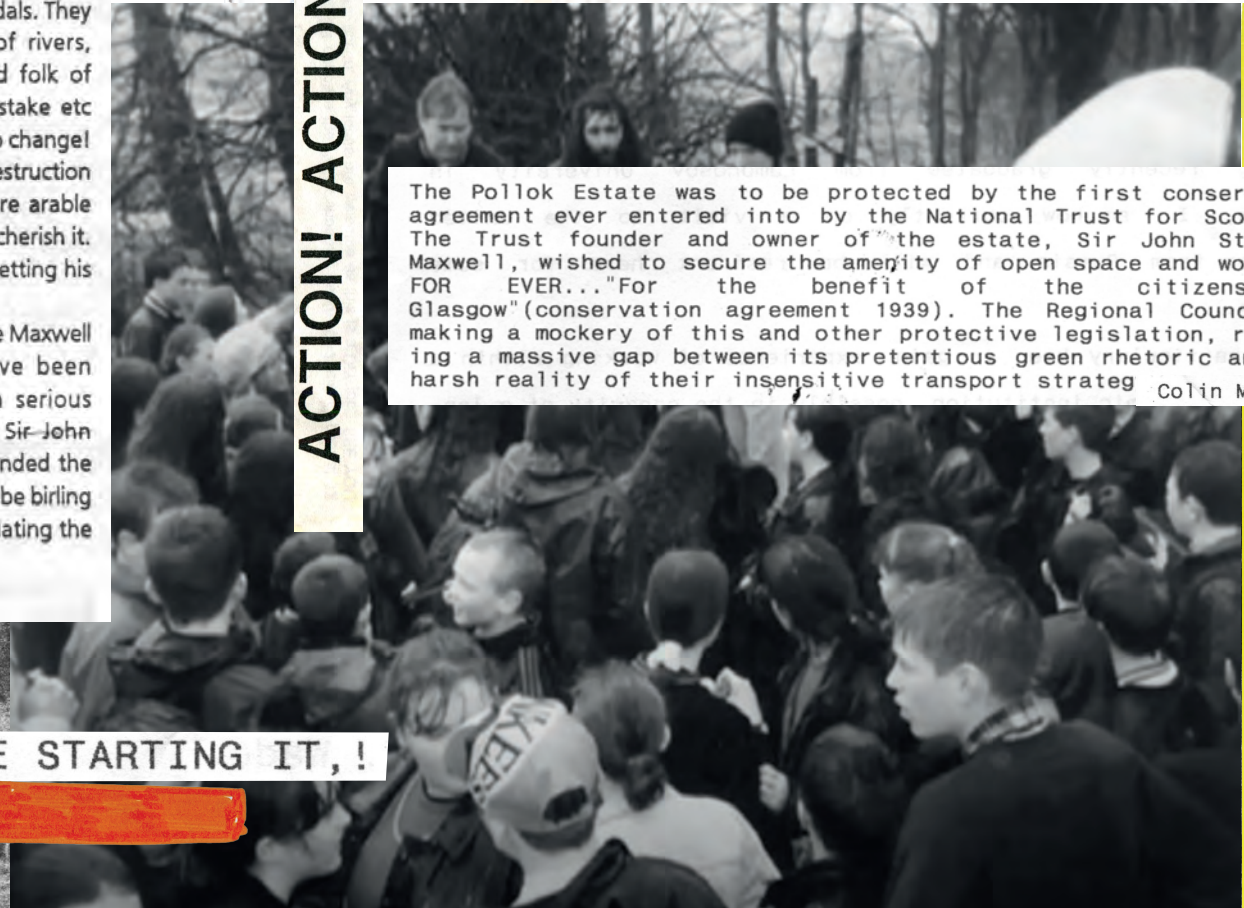 dals. They
of rivers,
d folk of
stake etc
o change!
estruction
re arable
cherish it.
etting his
e Maxwell
ve been
serious
Sir John
nded the
be birling
lating the
ACTION! ACTION
The Pollok Estate was to be protected by the first conser
agreement ever entered into by the National Trust for Sco
The Trust founder and owner of the estate, Sir John St
Maxwell, wished to secure the amenity of open space and wo
FOR EVER..."For the benefit of the citizens
Glasgow"(conservation agreement 1939). The Regional Counc
making a mockery of this and other protective legislation, r
ing a massive gap between its pretentious green rhetoric a
harsh reality of their insensitive transport strateg
Colin M
E STARTING IT,!
KEE